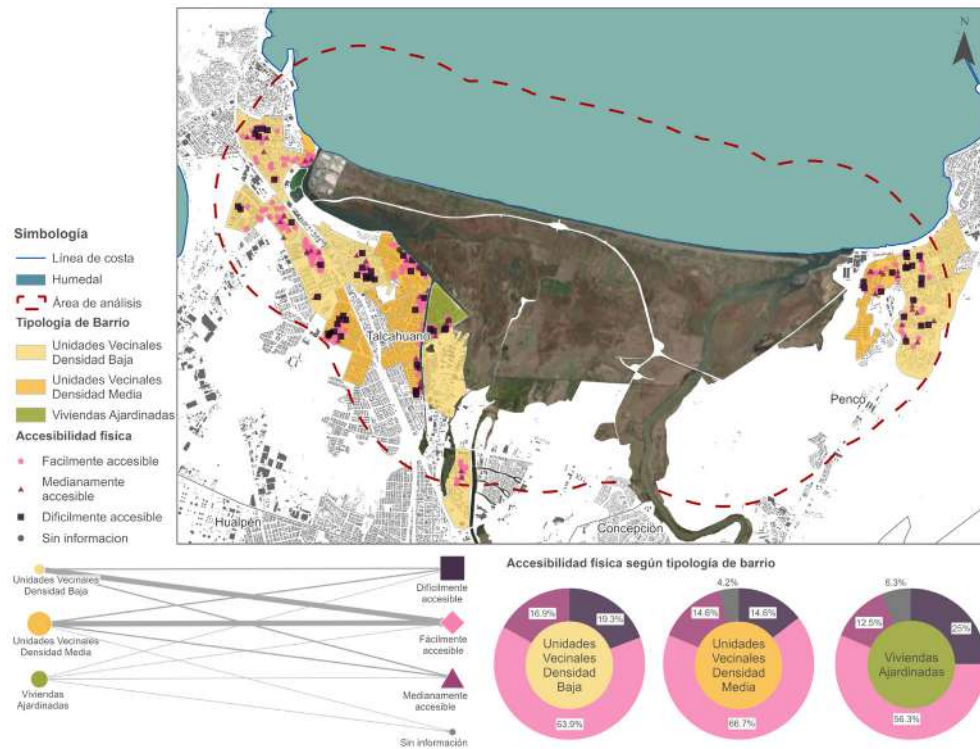 N
Talcahuano
Penco
Hualpén
Concepción
Simbología
Línea de costa
Humedal
Área de análisis
Tipología de Barrio
Unidades Vecinales
Densidad Baja
Unidades Vecinales
Densidad Media
Viviendas Ajardinadas
Accesibilidad física
Facilmente accesible
Medianamente accesible
Dificilmente accesible
Sin informacion
Unidades Vecinales
Densidad Baja
Unidades Vecinales
Densidad Media
Viviendas
Ajardinadas
Difícilmente
accesible
Fácilmente
accesible
Medianamente
accesible
Sin información
Accesibilidad física según tipología de barrio
16.9%
19.3%
Unidades
Vecinales
Densidad
Baja
63.9%
4.2%
14.6%
14.6%
Unidades
Vecinales
Densidad
Media
66.7%
6.3%
12.5%
25%
Viviendas
Ajardinadas
56.3%